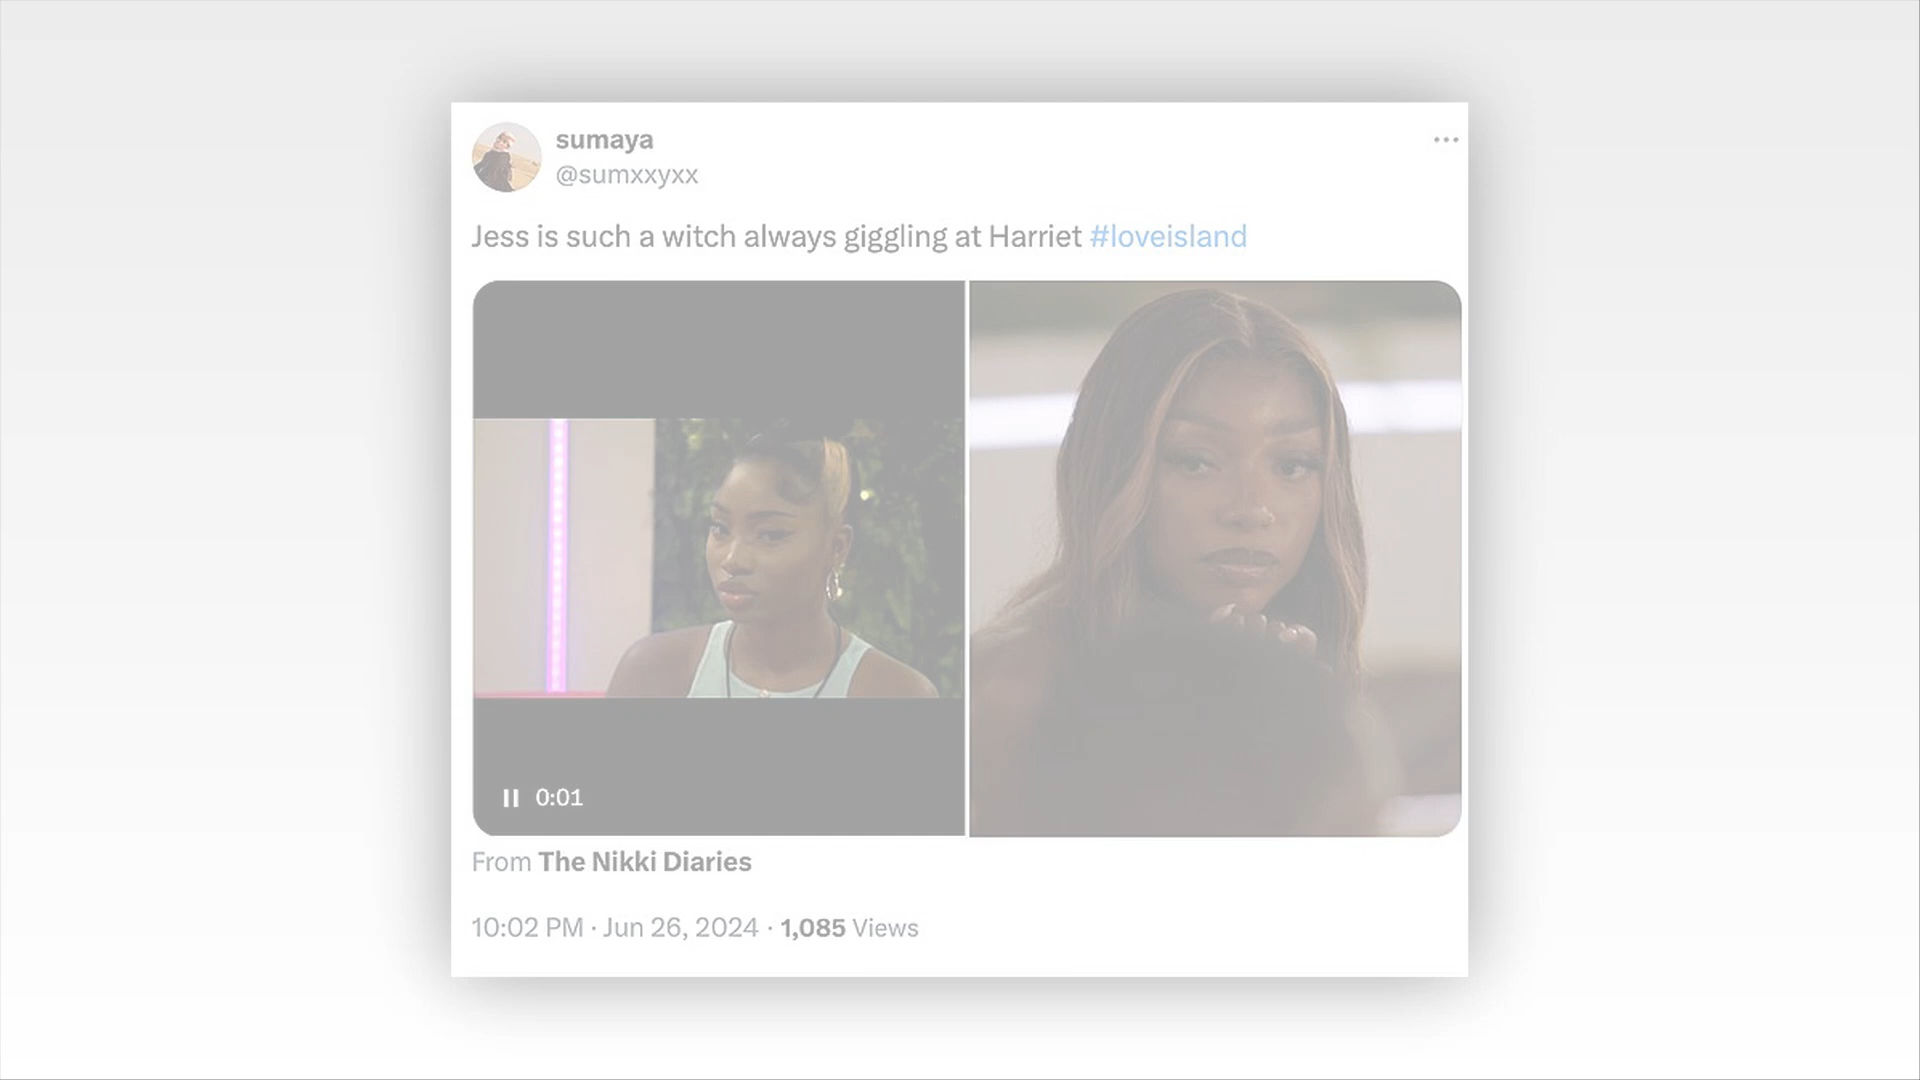 sumaya
@sumxxyxx
Jess is such a witch always giggling at Harriet #loveisland
0:01
From The Nikki Diaries
10:02 PM · Jun 26, 2024 · 1,085 Views